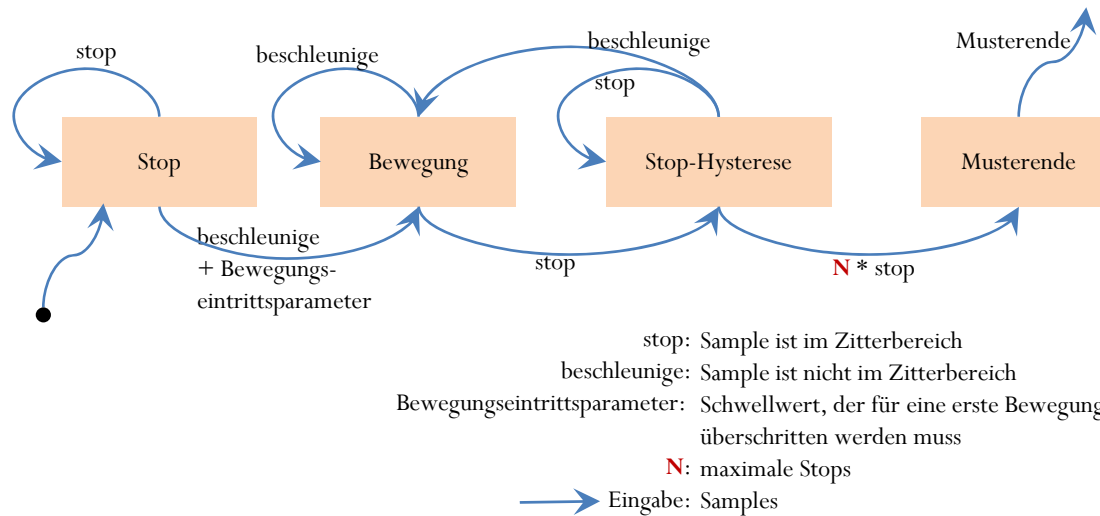 stop
beschleunige
beschleunige
stop
Musterende
Stop
Bewegung
Stop-Hysterese
Musterende
beschleunige
+ Bewegungs-
eintrittsparameter
stop
N * stop
stop: Sample ist im Zitterbereich
beschleunige: Sample ist nicht im Zitterbereich
Bewegungseintrittsparameter: Schwellwert, der für eine erste Bewegung
überschritten werden muss
N: maximale Stops
Eingabe: Samples